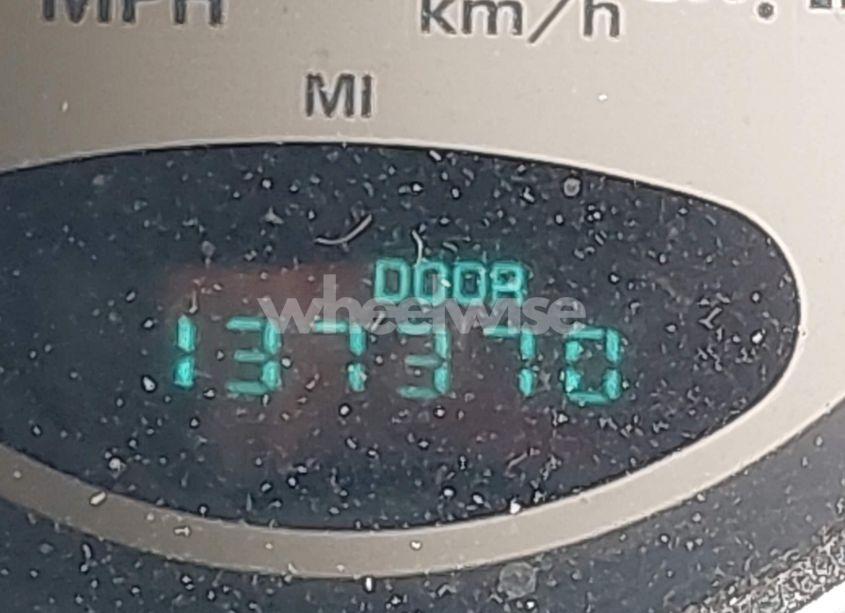 MPH km/h
MI
DOOR
wheelwise
137370